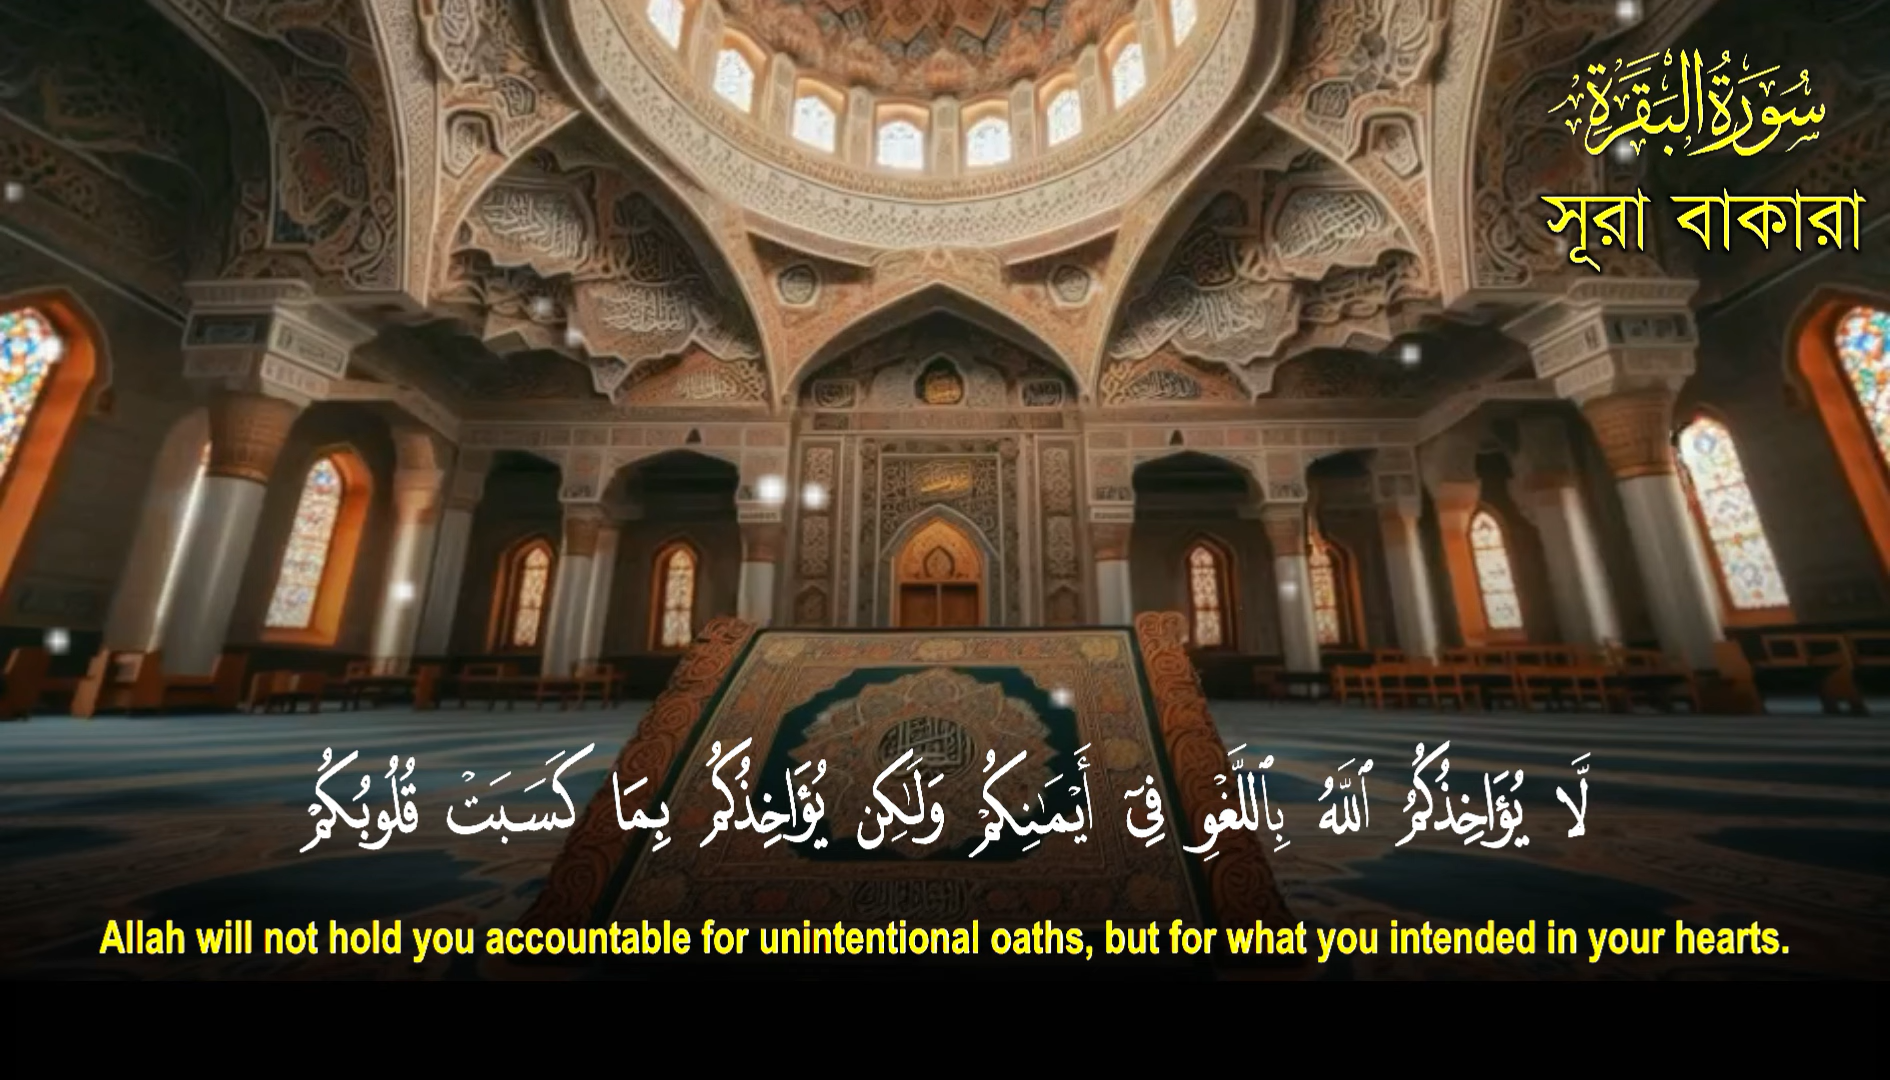 سُورَةُ الْبَقَرَةِ
সূরা বাকারা
لَّا يُؤَاخِذُكُمُ ٱللَّهُ بِٱللَّغْوِ فِىٓ أَيْمَـٰنِكُمْ وَلَـٰكِن يُؤَاخِذُكُم بِمَا كَسَبَتْ قُلُوبُكُمْ
Allah will not hold you accountable for unintentional oaths, but for what you intended in your hearts.